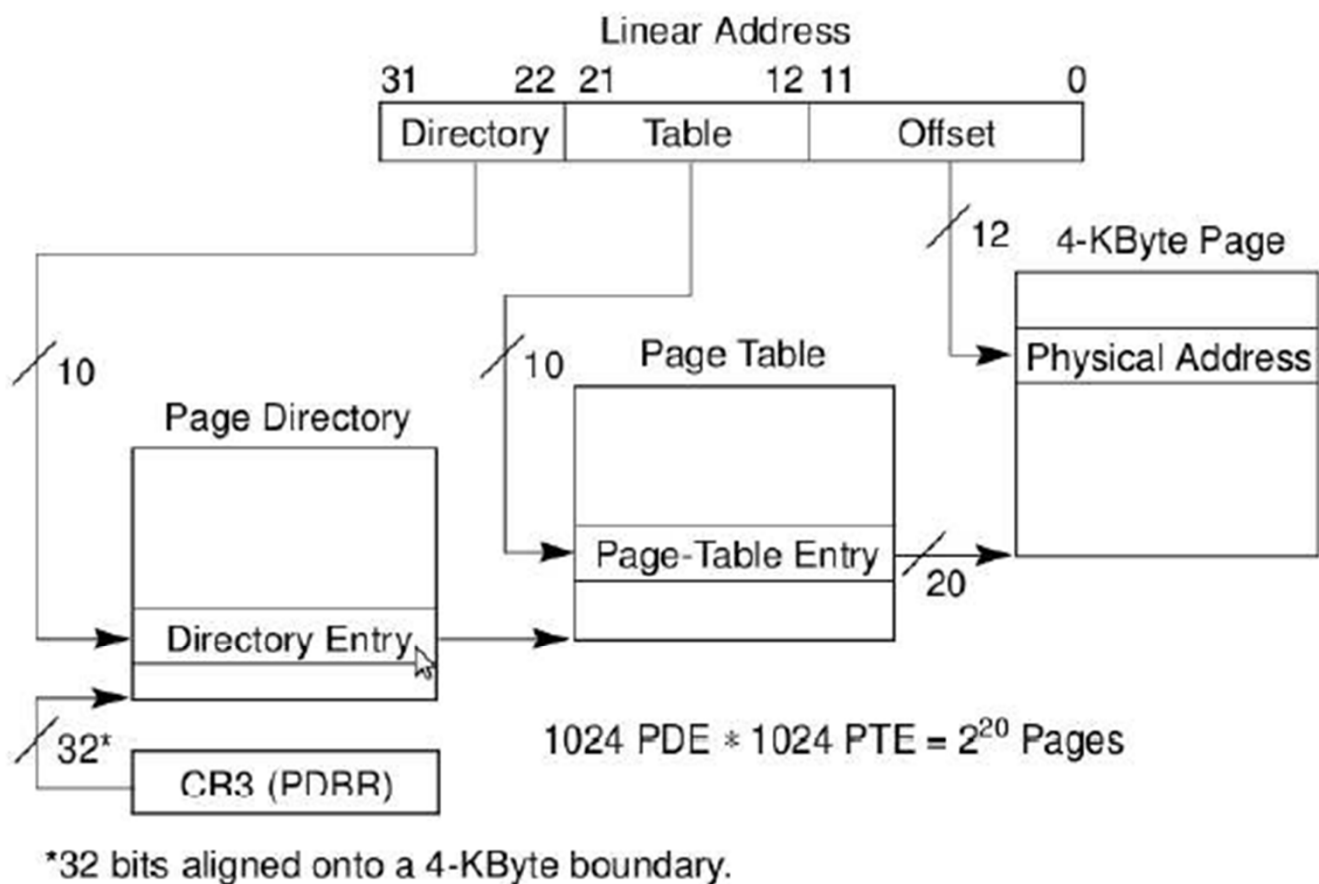 Linear Address
31 22 21 12 11 0
Directory Table Offset
12
4-KByte Page
10
10
Page Table
Physical Address
Page Directory
Page-Table Entry
20
Directory Entry
32*
1024 PDE * 1024 PTE = 2²⁰ Pages
CR3 (PDBR)
*32 bits aligned onto a 4-KByte boundary.